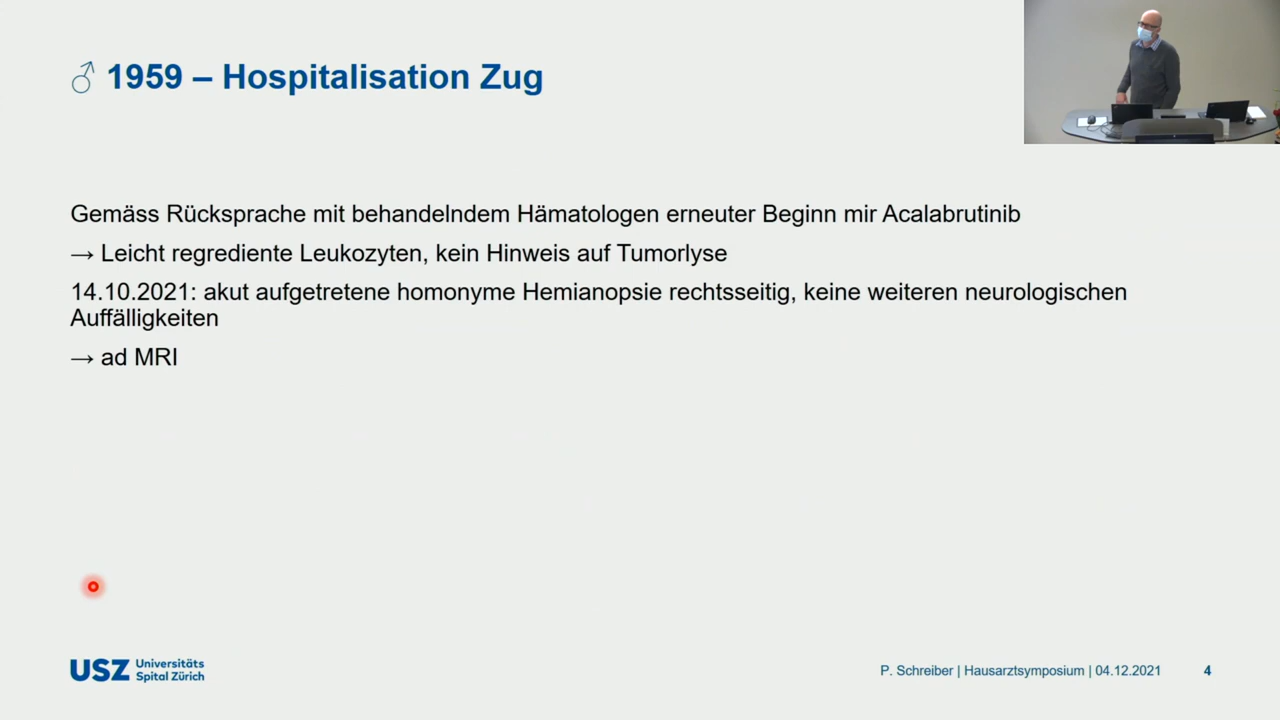 ♂ 1959 – Hospitalisation Zug
Gemäss Rücksprache mit behandelndem Hämatologen erneuter Beginn mir Acalabrutinib
→ Leicht regrediente Leukozyten, kein Hinweis auf Tumorlyse
14.10.2021: akut aufgetretene homonyme Hemianopsie rechtsseitig, keine weiteren neurologischen
Auffälligkeiten
→ ad MRI
USZ Universitäts
Spital Zürich
P. Schreiber | Hausarztsymposium | 04.12.2021 4